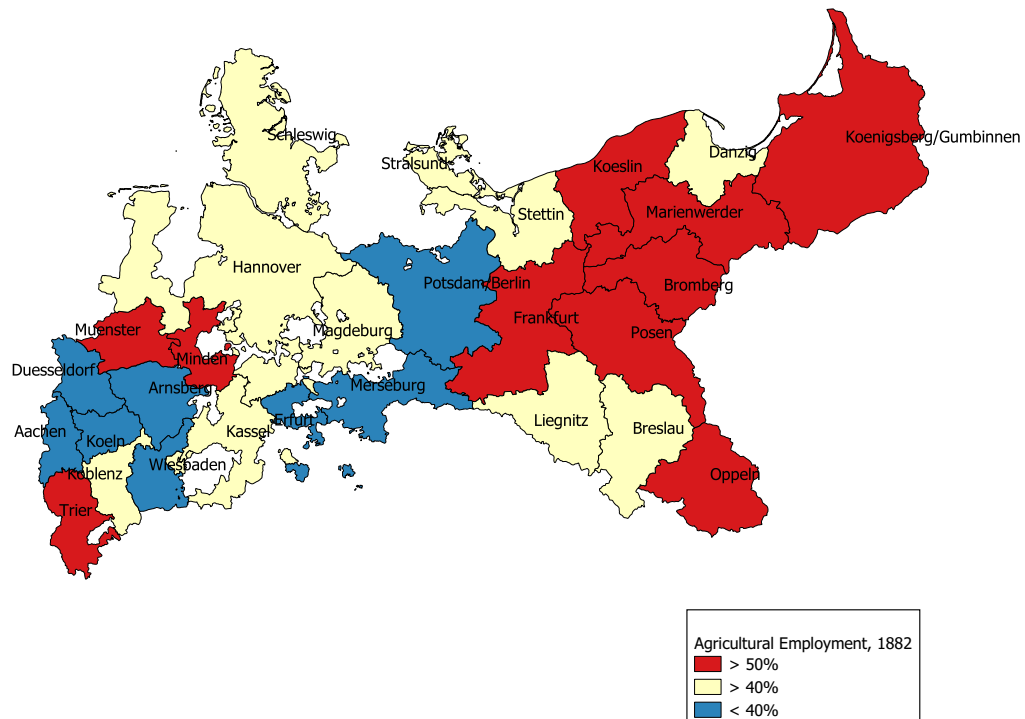 Schleswig
Koenigsberg/Gumbinnen
Danzig
Stralsund
Koeslin
Marienwerder
Stettin
Hannover
Potsdam/Berlin
Bromberg
Frankfurt
Muenster
Magdeburg
Posen
Minden
Duesseldorf
Arnsberg
Merseburg
Erfurt
Liegnitz
Aachen
Kassel
Breslau
Koeln
Wiesbaden
Koblenz
Oppeln
Trier
Agricultural Employment, 1882
> 50%
> 40%
< 40%